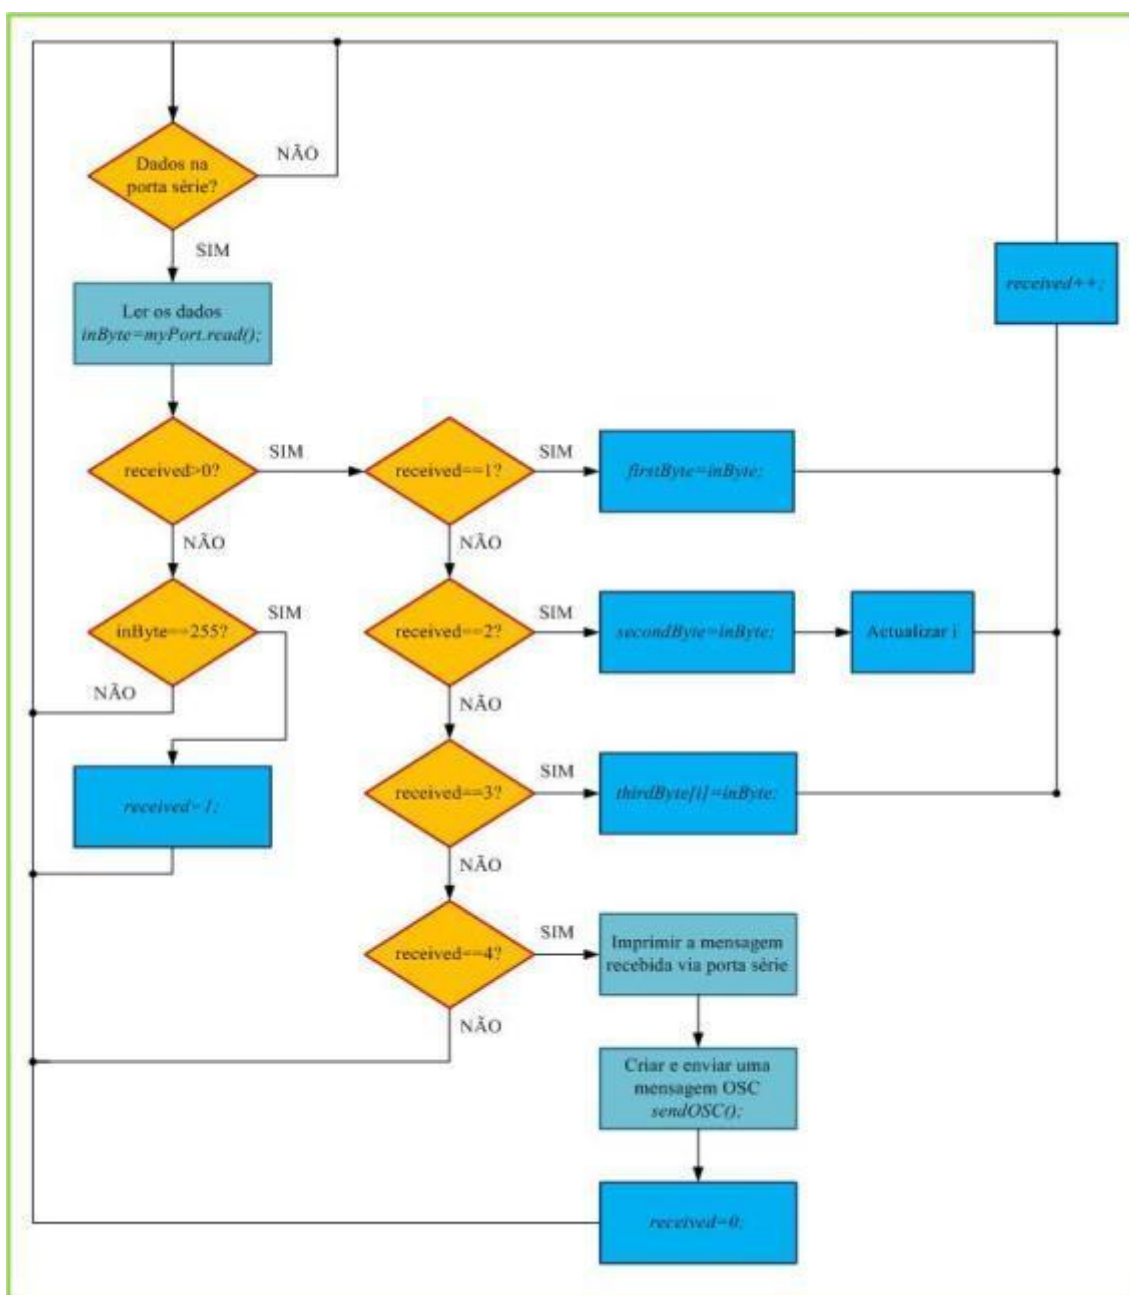 Dados na
porta série?
NÃO
SIM
Ler os dados
inByte=myPort.read();
received++;
received>0?
SIM
received==1?
SIM
firstByte=inByte;
NÃO
NÃO
inByte==255?
SIM
received==2?
SIM
secondByte=inByte;
Actualizar i
NÃO
NÃO
received=1;
received==3?
SIM
thirdByte[i]=inByte;
NÃO
received==4?
SIM
Imprimir a mensagem
recebida via porta série
NÃO
Criar e enviar uma
mensagem OSC
sendOSC();
received=0;